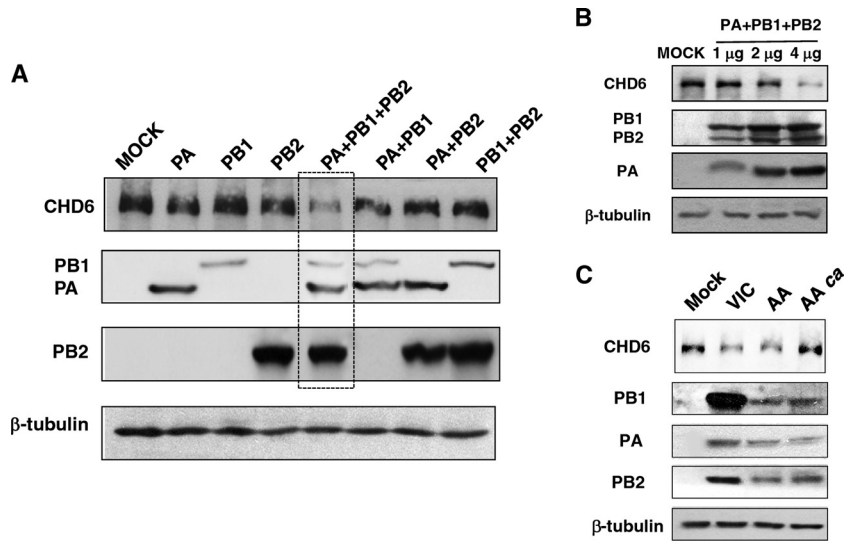 A
MOCK
PA
PB1
PB2
PA+PB1+PB2
PA+PB1
PA+PB2
PB1+PB2
CHD6
PB1
PA
PB2
β-tubulin
B
PA+PB1+PB2
MOCK 1 μg 2 μg 4 μg
CHD6
PB1
PB2
PA
β-tubulin
C
Mock
VIC
AA
AA ca
CHD6
PB1
PA
PB2
β-tubulin